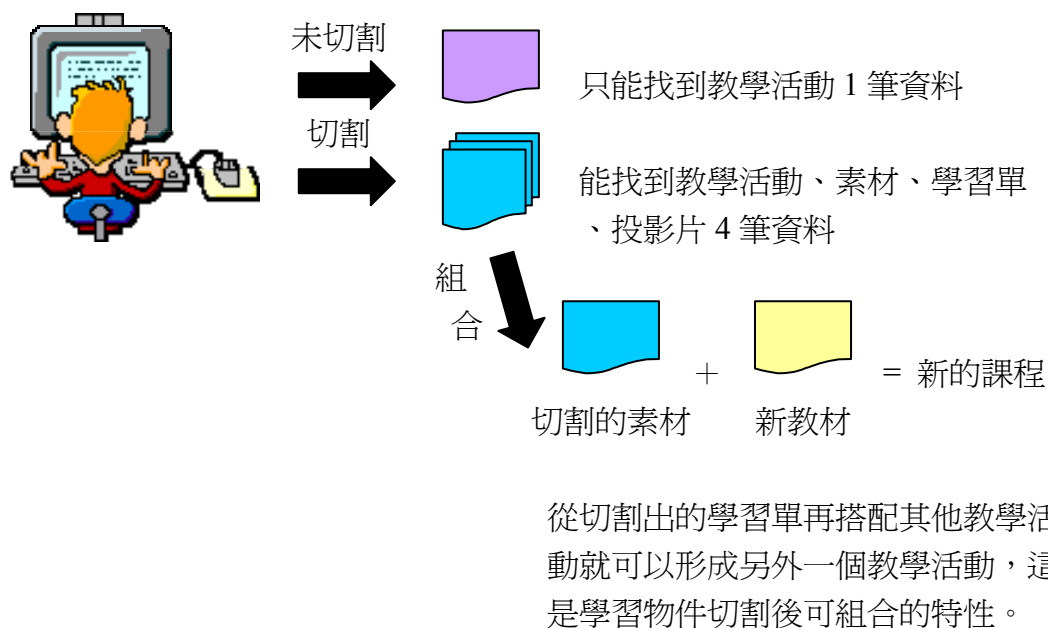 未切割
只能找到教學活動 1 筆資料
切割
能找到教學活動、素材、學習單
、投影片 4 筆資料
組
合
＋
= 新的課程
切割的素材
新教材
從切割出的學習單再搭配其他教學活
動就可以形成另外一個教學活動，這
是學習物件切割後可組合的特性。